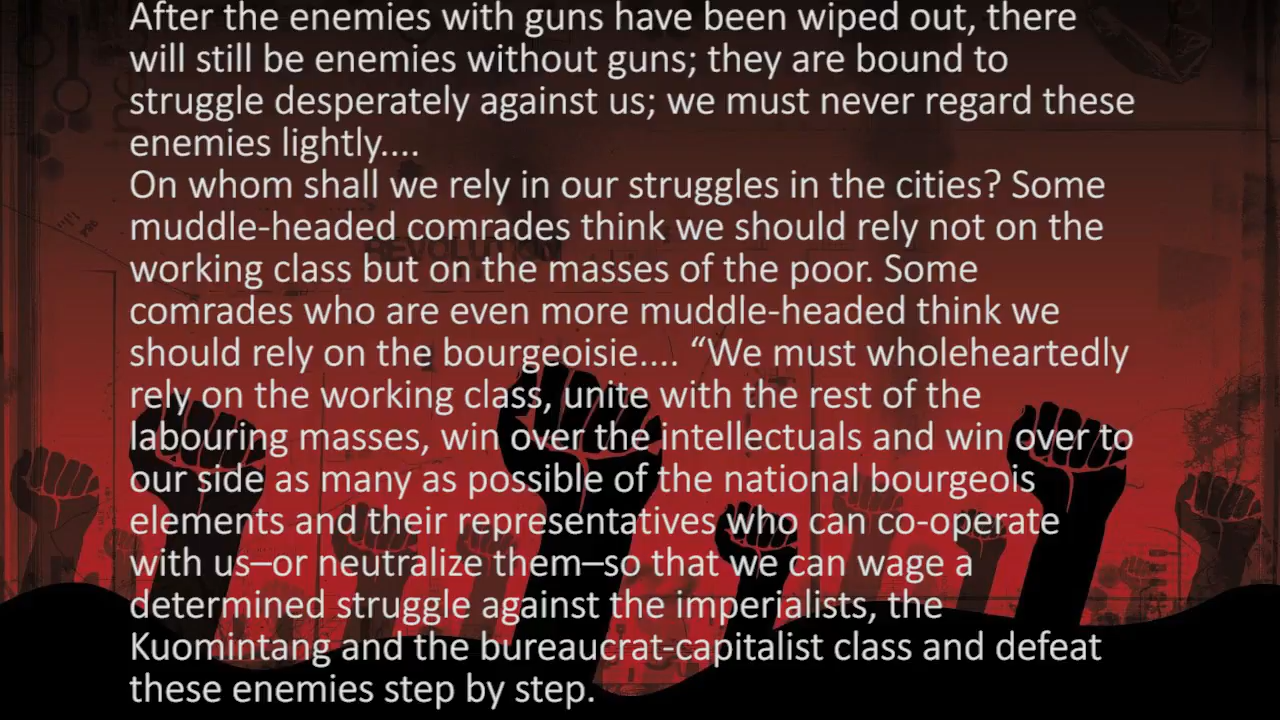 After the enemies with guns have been wiped out, there
will still be enemies without guns; they are bound to
struggle desperately against us; we must never regard these
enemies lightly....
On whom shall we rely in our struggles in the cities? Some
muddle-headed comrades think we should rely not on the
working class but on the masses of the poor. Some
comrades who are even more muddle-headed think we
should rely on the bourgeoisie.... “We must wholeheartedly
rely on the working class, unite with the rest of the
labouring masses, win over the intellectuals and win over to
our side as many as possible of the national bourgeois
elements and their representatives who can co-operate
with us–or neutralize them–so that we can wage a
determined struggle against the imperialists, the
Kuomintang and the bureaucrat-capitalist class and defeat
these enemies step by step.